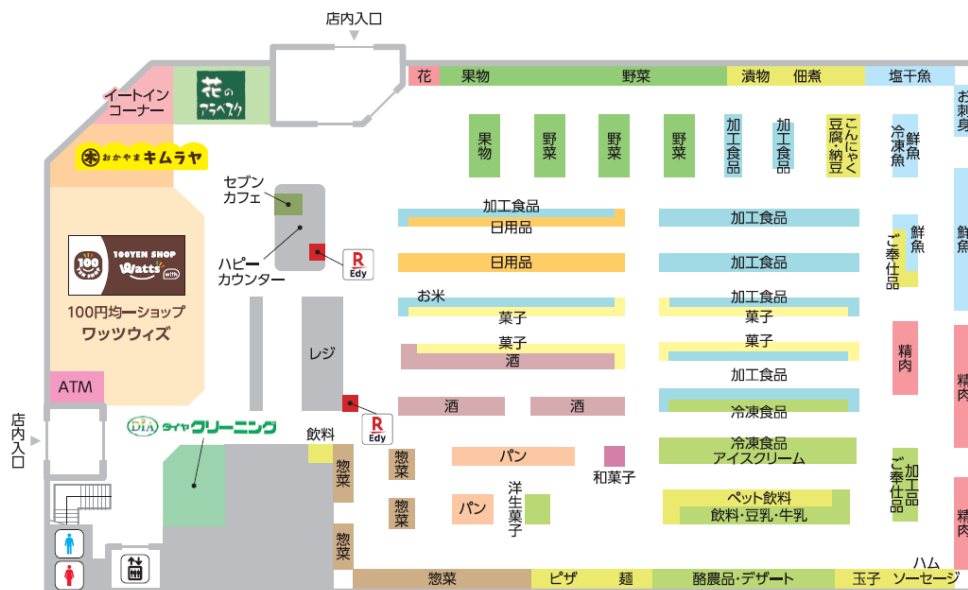 店内入口
イートイン
コーナー
花の
アラベスク
花
果物
野菜
漬物
佃煮
塩干魚
お刺身
果物
野菜
野菜
野菜
加工食品
加工食品
こんにゃく
豆腐・納豆
鮮魚
冷凍魚
木 おかやま キムラヤ
セブン
カフェ
ハピー
カウンター
R
Edy
加工食品
日用品
加工食品
日用品
加工食品
鮮魚
ご奉仕品
鮮魚
お米
菓子
加工食品
菓子
100
100YEN SHOP
Watts
with
100円均一ショップ
ワッツウィズ
レジ
菓子
酒
菓子
加工食品
精肉
精肉
ATM
酒
酒
冷凍食品
R
Edy
店内入口
DIA ダイヤクリーニング
飲料
惣菜
惣菜
パン
和菓子
冷凍食品
アイスクリーム
加工品
ご奉仕品
精肉
惣菜
惣菜
パン
洋生菓子
ペット飲料
飲料・豆乳・牛乳
惣菜
ピザ
麺
酪農品・デザート
玉子
ハム
ソーセージ